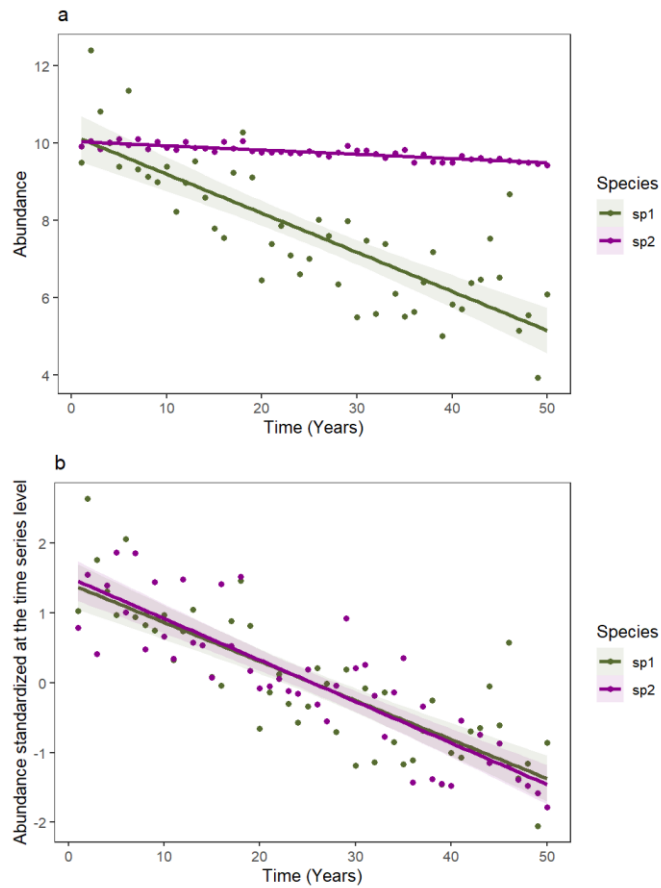 a
12
10
8
6
4
Abundance
0
10
20
30
40
50
Time (Years)
Species
sp1
sp2
b
2
1
0
-1
-2
Abundance standardized at the time series level
0
10
20
30
40
50
Time (Years)
Species
sp1
sp2